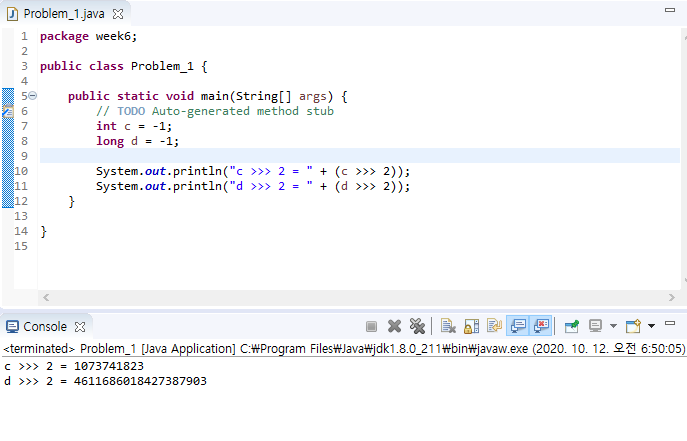 Problem_1.java
1 package week6;
2
3 public class Problem_1 {
4
5 public static void main(String[] args) {
6 // TODO Auto-generated method stub
7 int c = -1;
8 long d = -1;
9
10 System.out.println("c >>> 2 = " + (c >>> 2));
11 System.out.println("d >>> 2 = " + (d >>> 2));
12 }
13
14 }
15
Console
<terminated> Problem_1 [Java Application] C:₩Program Files₩Java₩jdk1.8.0_211₩bin₩javaw.exe (2020. 10. 12. 오전 6:50:05)
c >>> 2 = 1073741823
d >>> 2 = 4611686018427387903